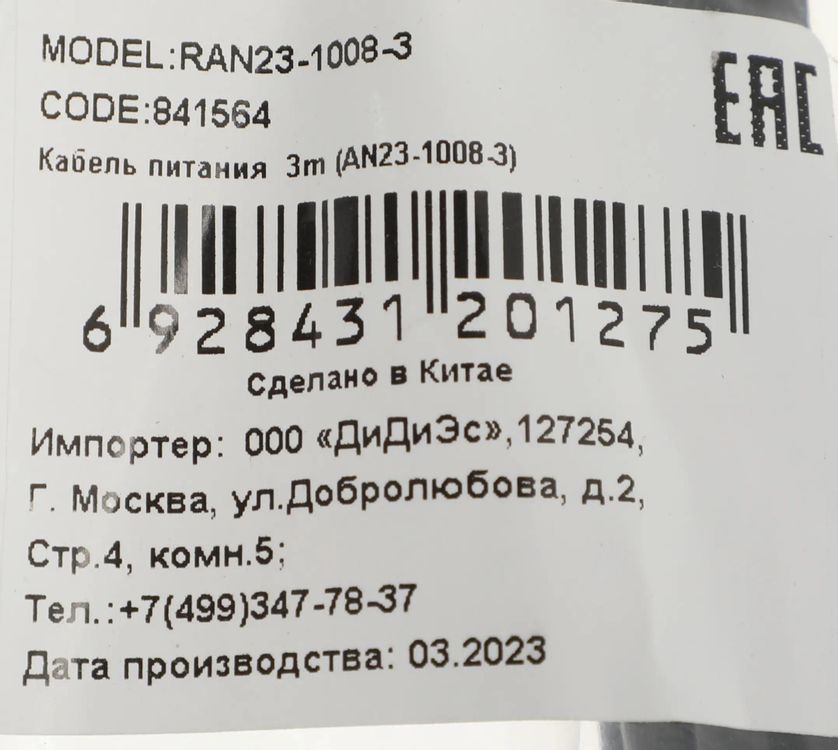 MODEL:RAN23-1008-3
EAC
CODE:841564
Кабель питания 3m (AN23-1008-3)
6 928431 201275
Сделано в Китае
Импортер: ООО «ДиДиЭс»,127254,
Г. Москва, ул.Добролюбова, д.2,
Стр.4, комн.5;
Тел.:+7(499)347-78-37
Дата производства: 03.2023